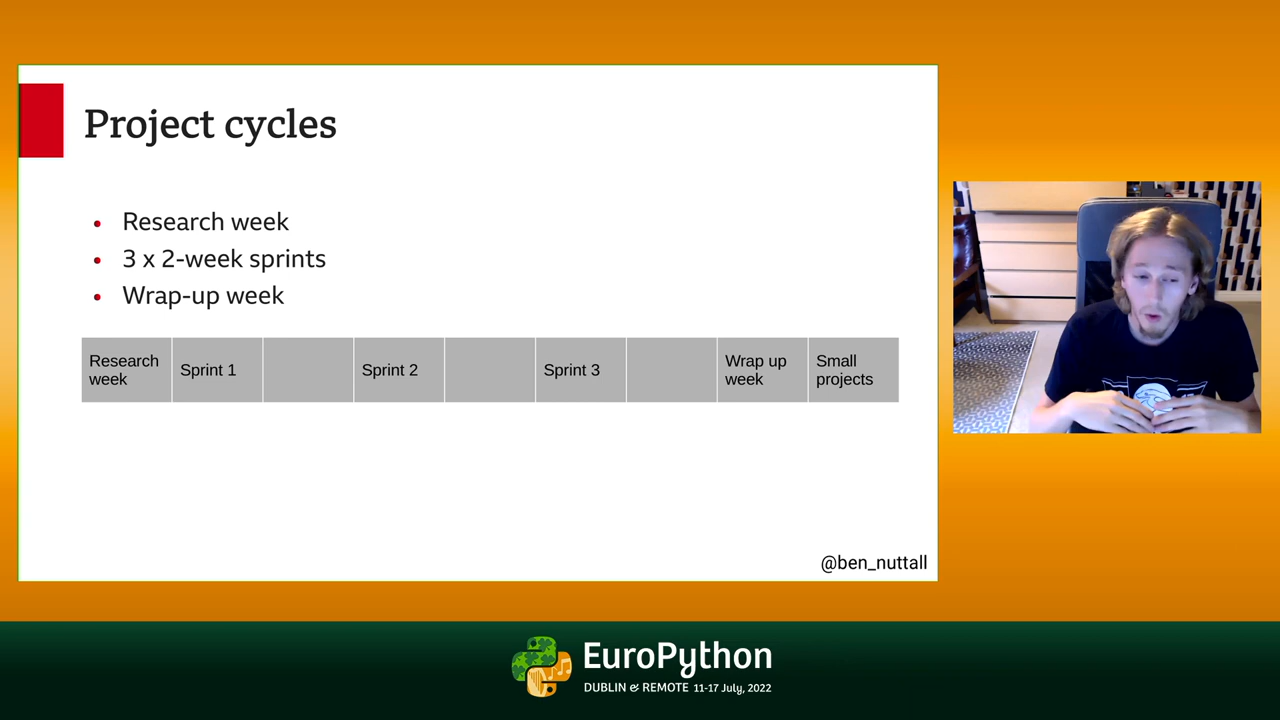 Project cycles
• Research week
• 3 x 2-week sprints
• Wrap-up week
Research week
Sprint 1
Sprint 2
Sprint 3
Wrap up week
Small projects
@ben_nuttall
EuroPython
DUBLIN & REMOTE 11-17 July, 2022